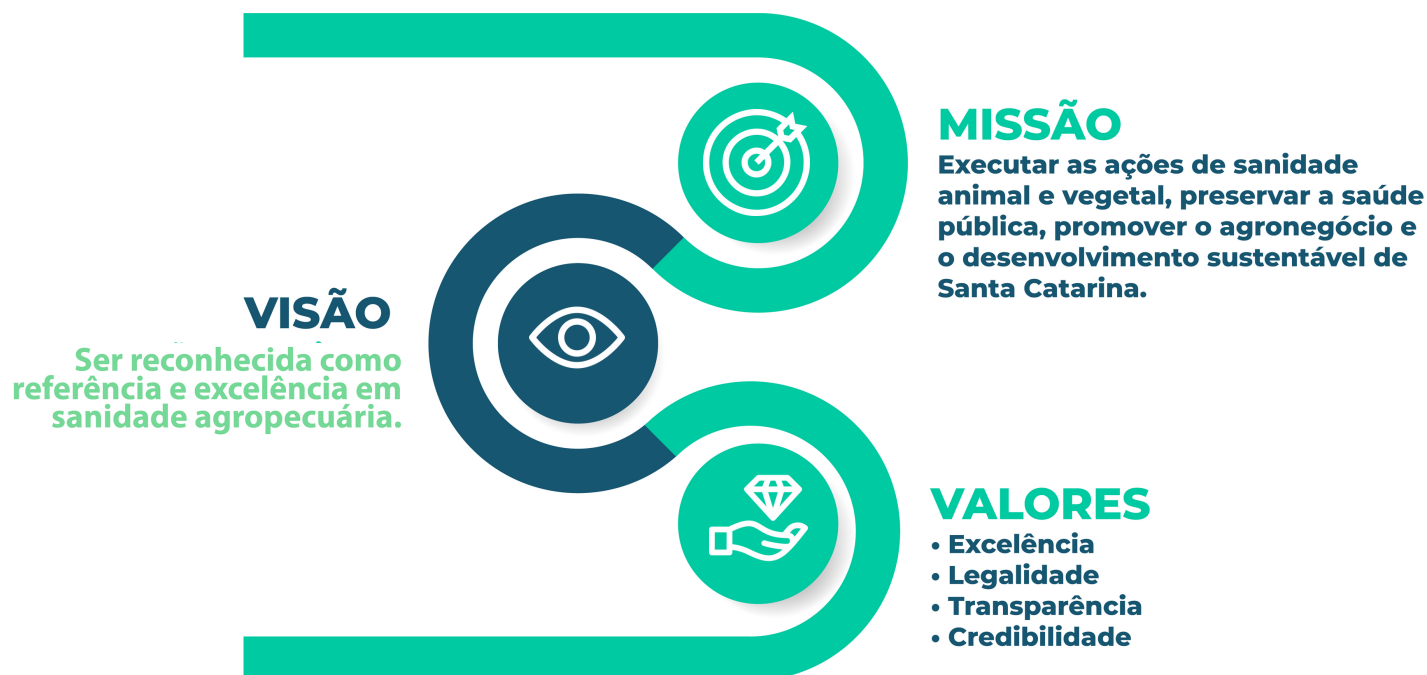 MISSÃO
Executar as ações de sanidade
animal e vegetal, preservar a saúde
pública, promover o agronegócio e
o desenvolvimento sustentável de
Santa Catarina.
VISÃO
Ser reconhecida como
referência e excelência em
sanidade agropecuária.
VALORES
• Excelência
• Legalidade
• Transparência
• Credibilidade